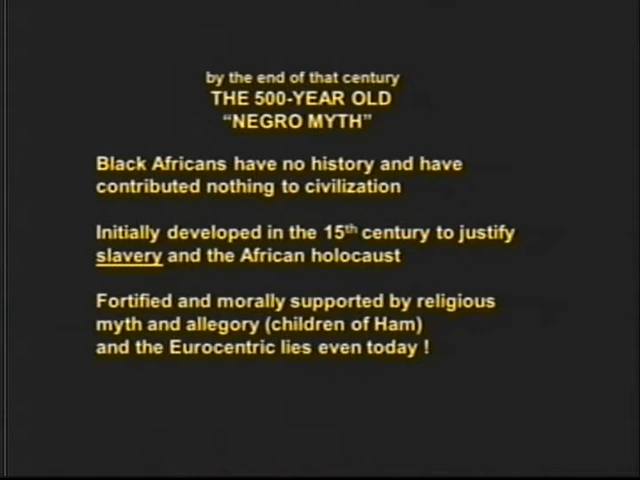 by the end of that century
THE 500-YEAR OLD
“NEGRO MYTH”
Black Africans have no history and have
contributed nothing to civilization
Initially developed in the 15th century to justify
slavery and the African holocaust
Fortified and morally supported by religious
myth and allegory (children of Ham)
and the Eurocentric lies even today !